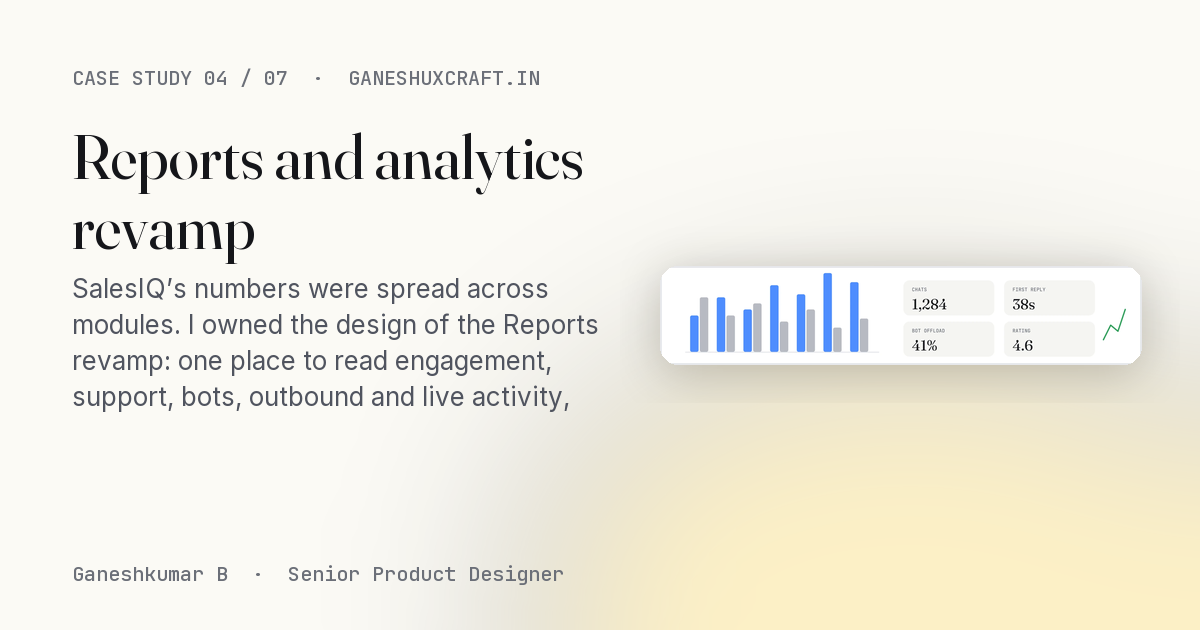 CASE STUDY 04 / 07 · GANESHUXCRAFT.IN
Reports and analytics
revamp
SalesIQ’s numbers were spread across
modules. I owned the design of the Reports
revamp: one place to read engagement,
support, bots, outbound and live activity,
CHATS
1,284
FIRST REPLY
38s
BOT OFFLOAD
41%
RATING
4.6
Ganeshkumar B · Senior Product Designer